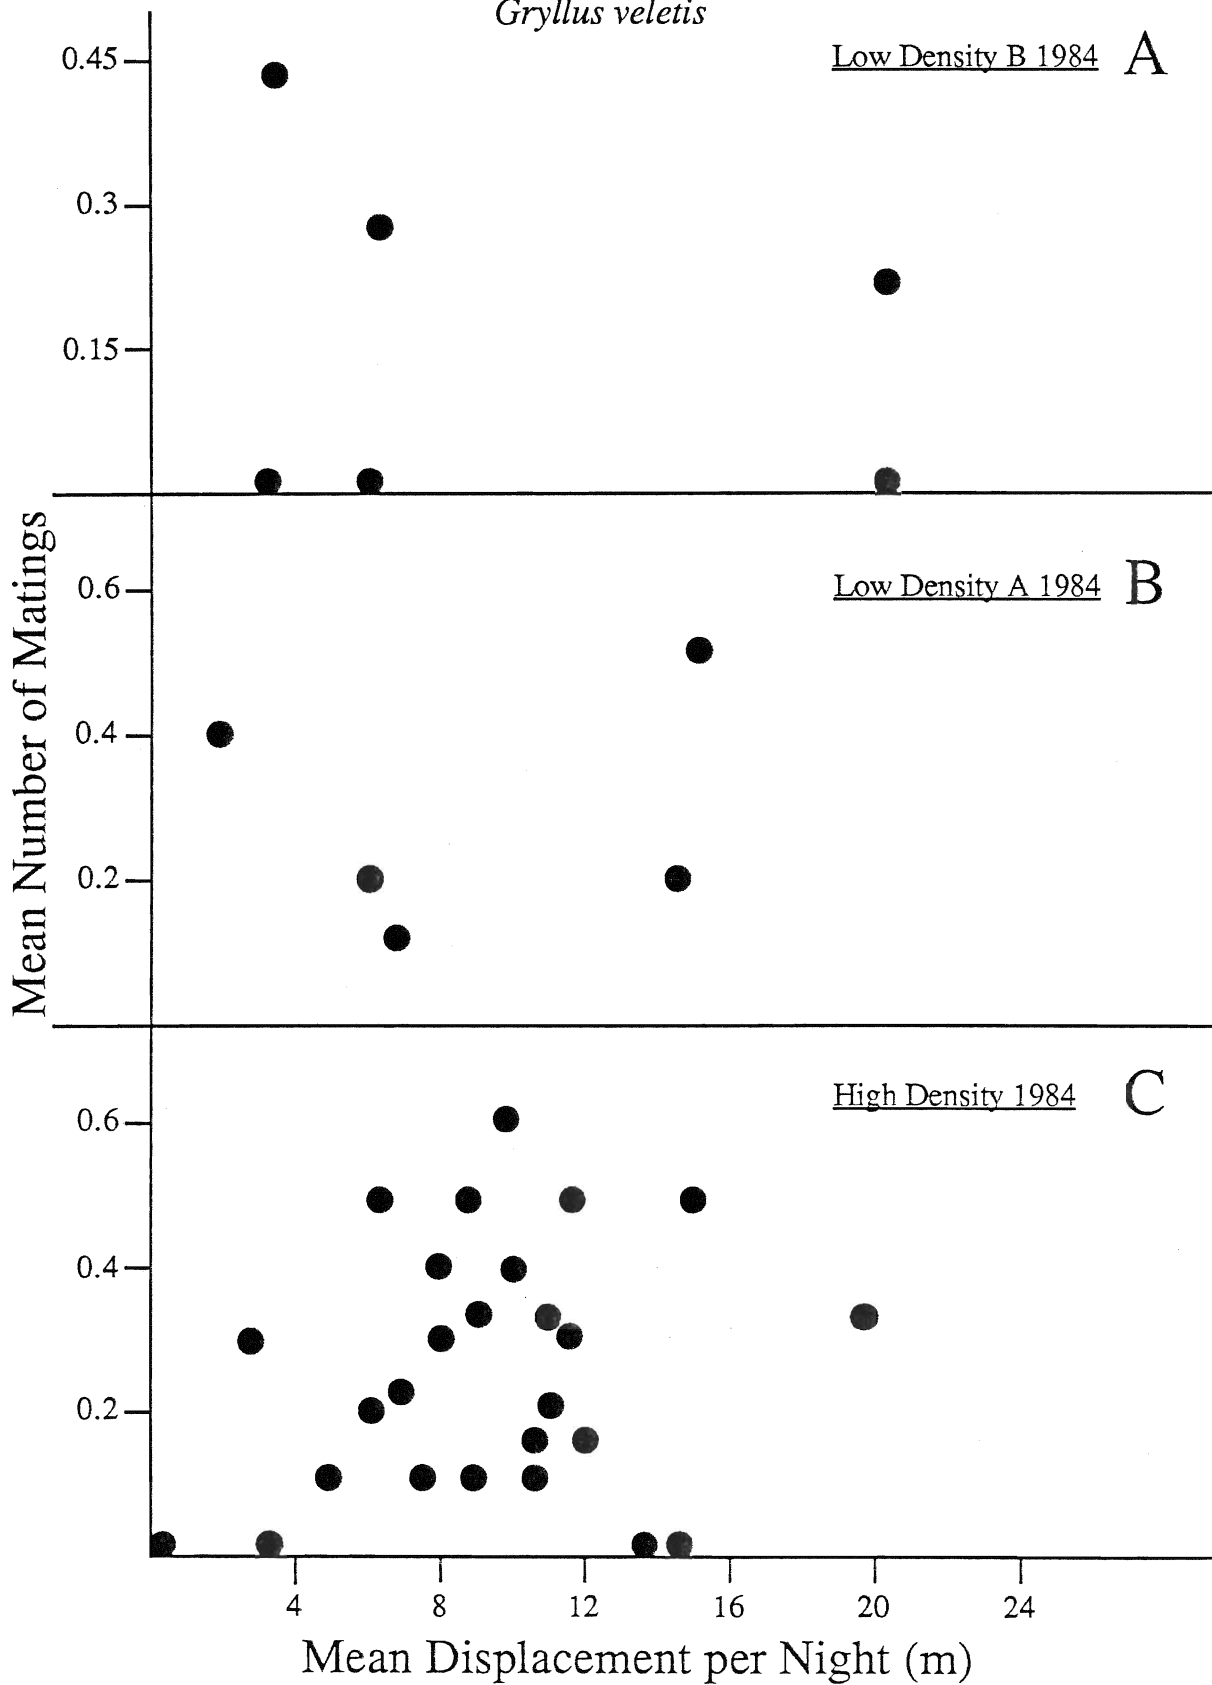 Gryllus veletis
Low Density B 1984 A
0.45
0.3
0.15
Low Density A 1984 B
0.6
0.4
0.2
High Density 1984 C
0.6
0.4
0.2
Mean Number of Matings
4 8 12 16 20 24
Mean Displacement per Night (m)